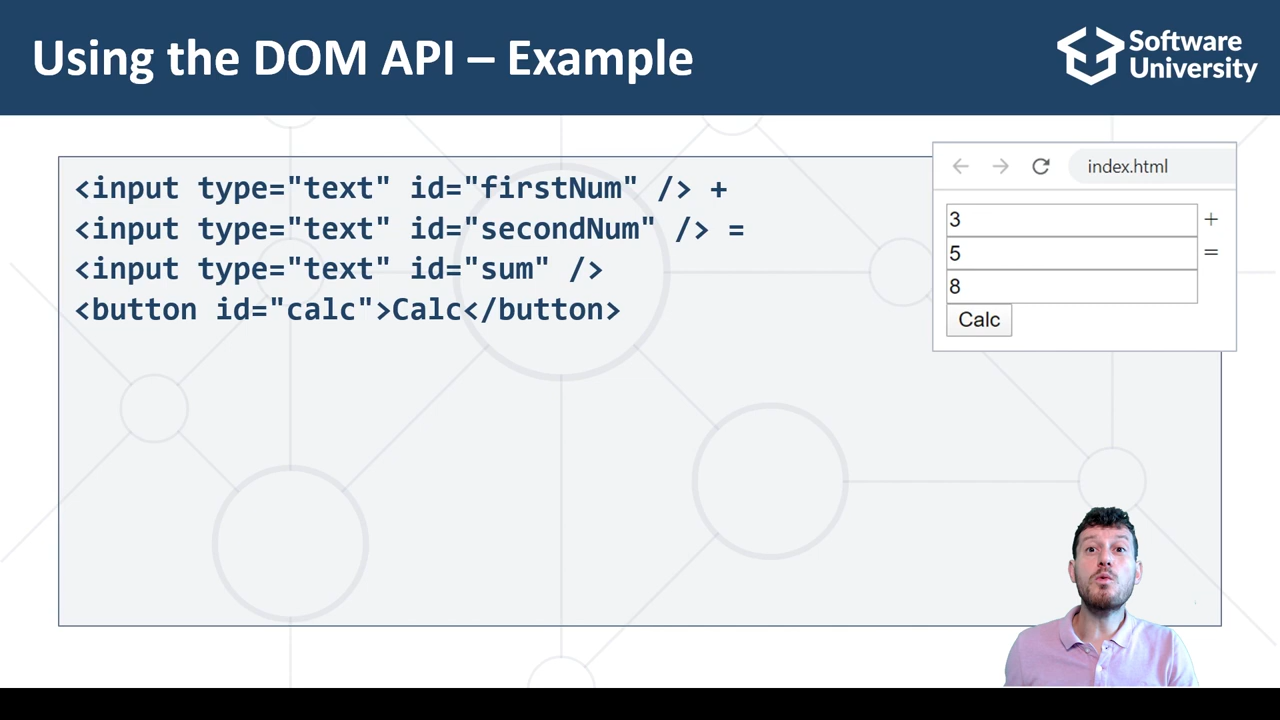 Using the DOM API – Example
Software
University
<input type="text" id="firstNum" /> +
<input type="text" id="secondNum" /> =
<input type="text" id="sum" />
<button id="calc">Calc</button>
index.html
3 +
5 =
8
Calc